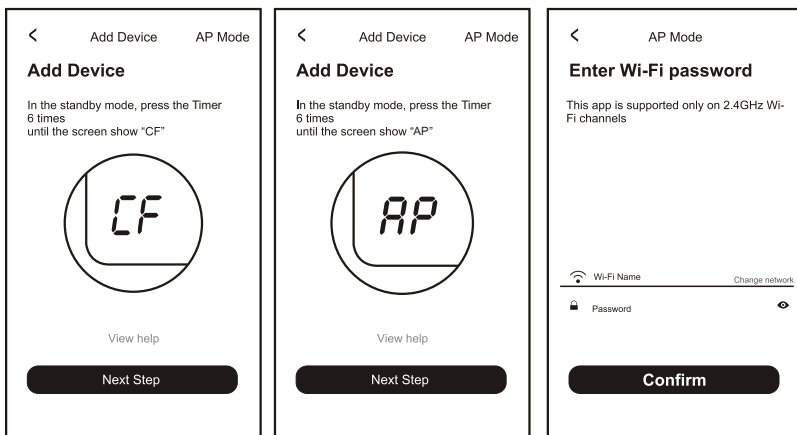 Add Device
AP Mode
Add Device
In the standby mode, press the Timer
6 times
until the screen show “CF”
CF
View help
Next Step
Add Device
AP Mode
Add Device
In the standby mode, press the Timer
6 times
until the screen show “AP”
AP
View help
Next Step
AP Mode
Enter Wi-Fi password
This app is supported only on 2.4GHz Wi-
Fi channels
Wi-Fi Name
Change network
Password
Confirm